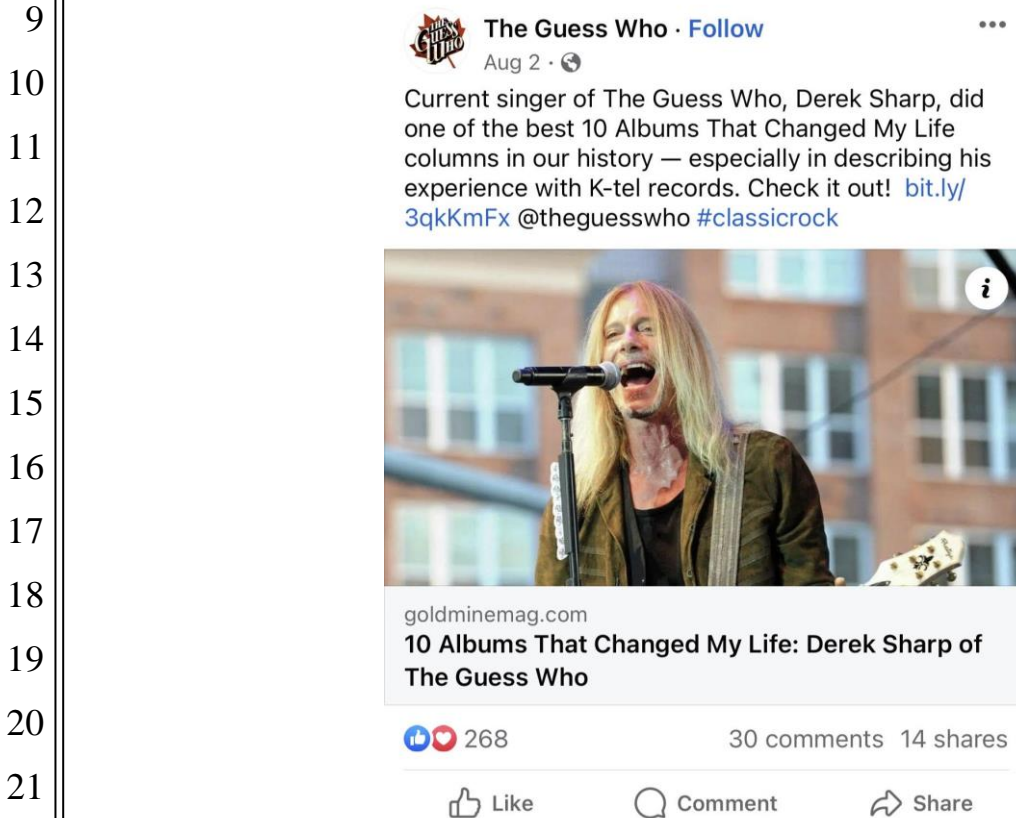 9
10
11
12
13
14
15
16
17
18
19
20
21
THE
GUESS
WHO
The Guess Who · Follow
Aug 2 ·
Current singer of The Guess Who, Derek Sharp, did
one of the best 10 Albums That Changed My Life
columns in our history — especially in describing his
experience with K-tel records. Check it out! bit.ly/
3qkKmFx @theguesswho #classicrock
i
goldminemag.com
10 Albums That Changed My Life: Derek Sharp of
The Guess Who
268
30 comments 14 shares
Like Comment Share